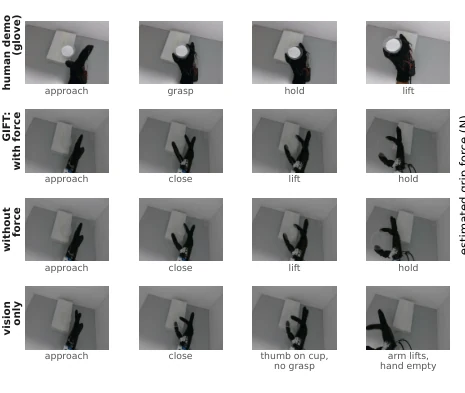 human demo
(glove)
approach
grasp
hold
lift
GIFT:
with force
approach
close
lift
hold
without
force
approach
close
lift
hold
vision
only
approach
close
thumb on cup,
no grasp
arm lifts,
hand empty
estimated grip force (N)